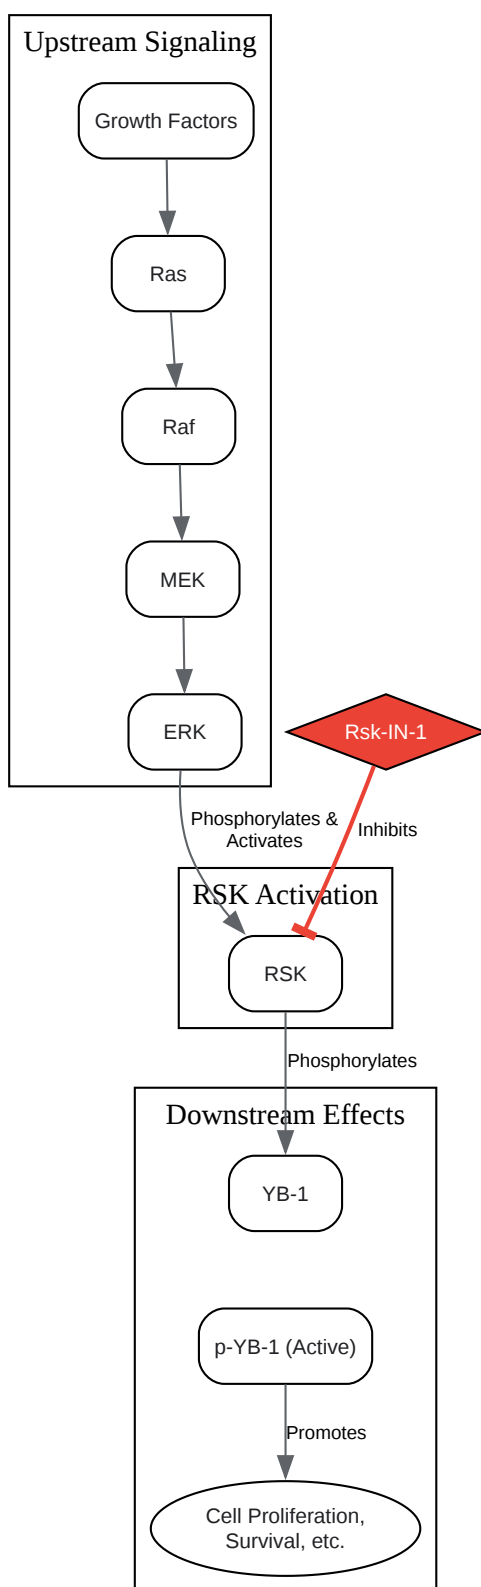 Upstream Signaling
Growth Factors
Ras
Raf
MEK
ERK
Rsk-IN-1
Phosphorylates &
Activates
Inhibits
RSK Activation
RSK
Phosphorylates
Downstream Effects
YB-1
p-YB-1 (Active)
Promotes
Cell Proliferation,
Survival, etc.